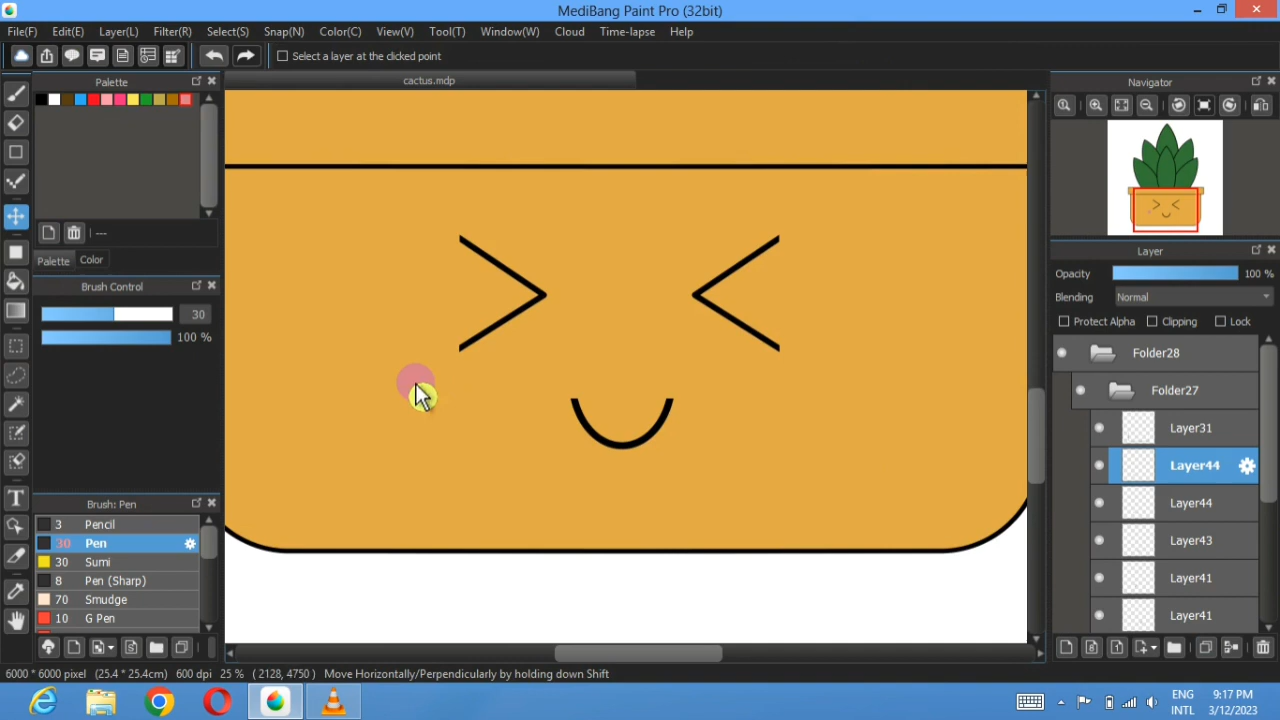 MediBang Paint Pro (32bit)
File(F) Edit(E) Layer(L) Filter(R) Select(S) Snap(N) Color(C) View(V) Tool(T) Window(W) Cloud Time-lapse Help
Select a layer at the clicked point
Palette
cactus.mdp
Navigator
---
Palette Color
Brush Control
30
100 %
Brush: Pen
3 Pencil
30 Pen
30 Sumi
8 Pen (Sharp)
70 Smudge
10 G Pen
Layer
Opacity 100 %
Blending Normal
Protect Alpha Clipping Lock
Folder28
Folder27
Layer31
Layer44
Layer44
Layer43
Layer41
Layer41
6000 * 6000 pixel (25.4 * 25.4cm) 600 dpi 25 % ( 2128, 4750 ) Move Horizontally/Perpendicularly by holding down Shift
ENG 9:17 PM
INTL 3/12/2023